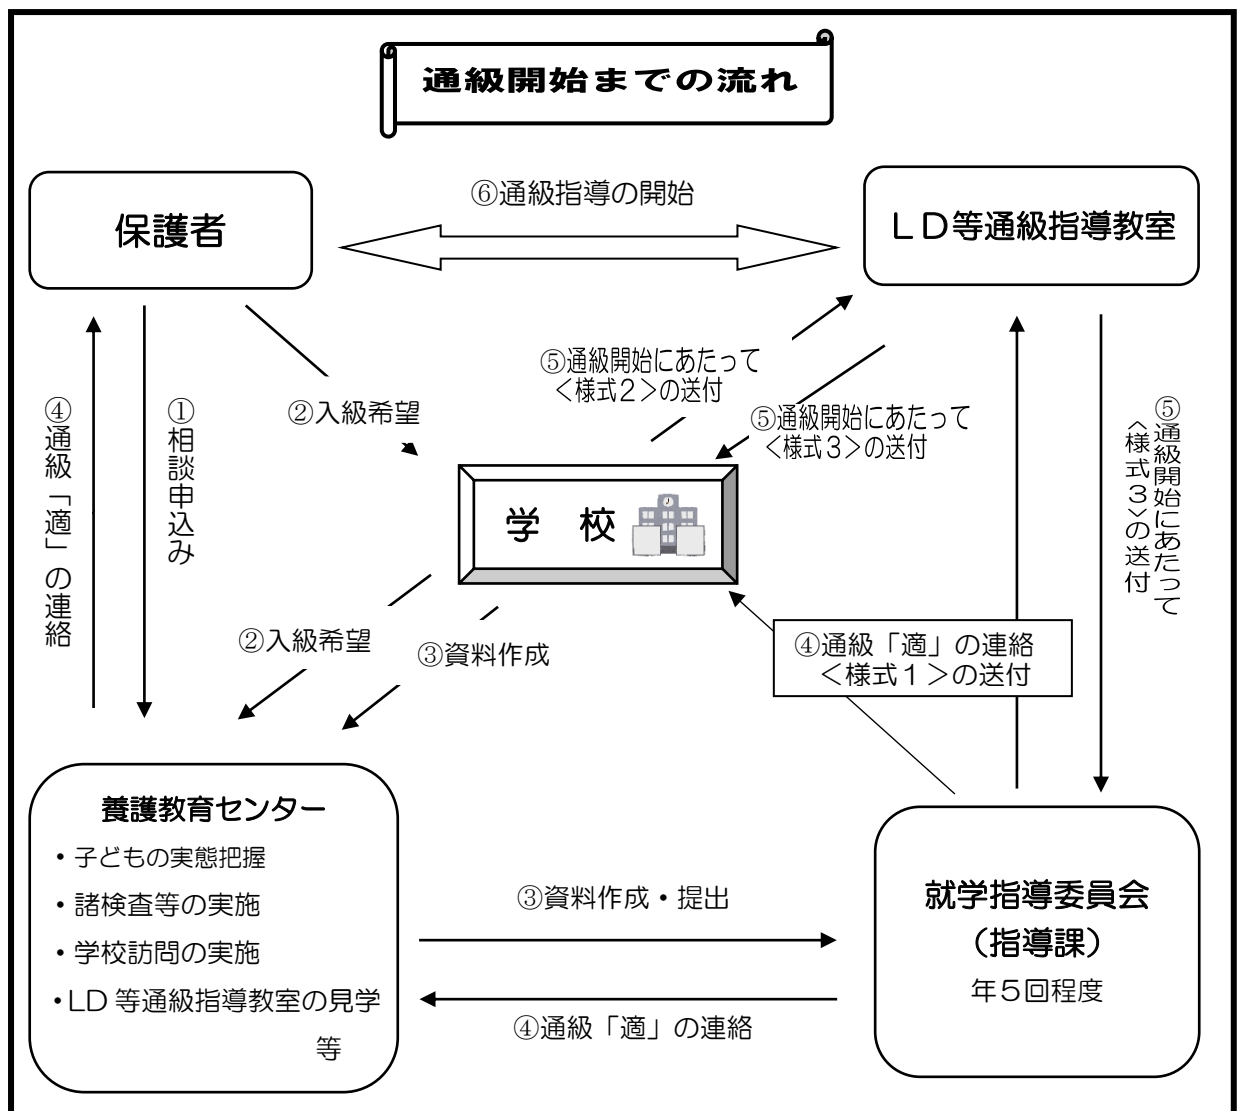 通級開始までの流れ
⑥通級指導の開始
保護者
ＬＤ等通級指導教室
④通級「適」の連絡
①相談申込み
②入級希望
⑤通級開始にあたって
＜様式２＞の送付
⑤通級開始にあたって
＜様式３＞の送付
⑤通級開始にあたって
＜様式３＞の送付
学　校
②入級希望
③資料作成
④通級「適」の連絡
＜様式１＞の送付
養護教育センター
・子どもの実態把握
・諸検査等の実施
・学校訪問の実施
・LD 等通級指導教室の見学
等
③資料作成・提出
④通級「適」の連絡
就学指導委員会
（指導課）
年５回程度